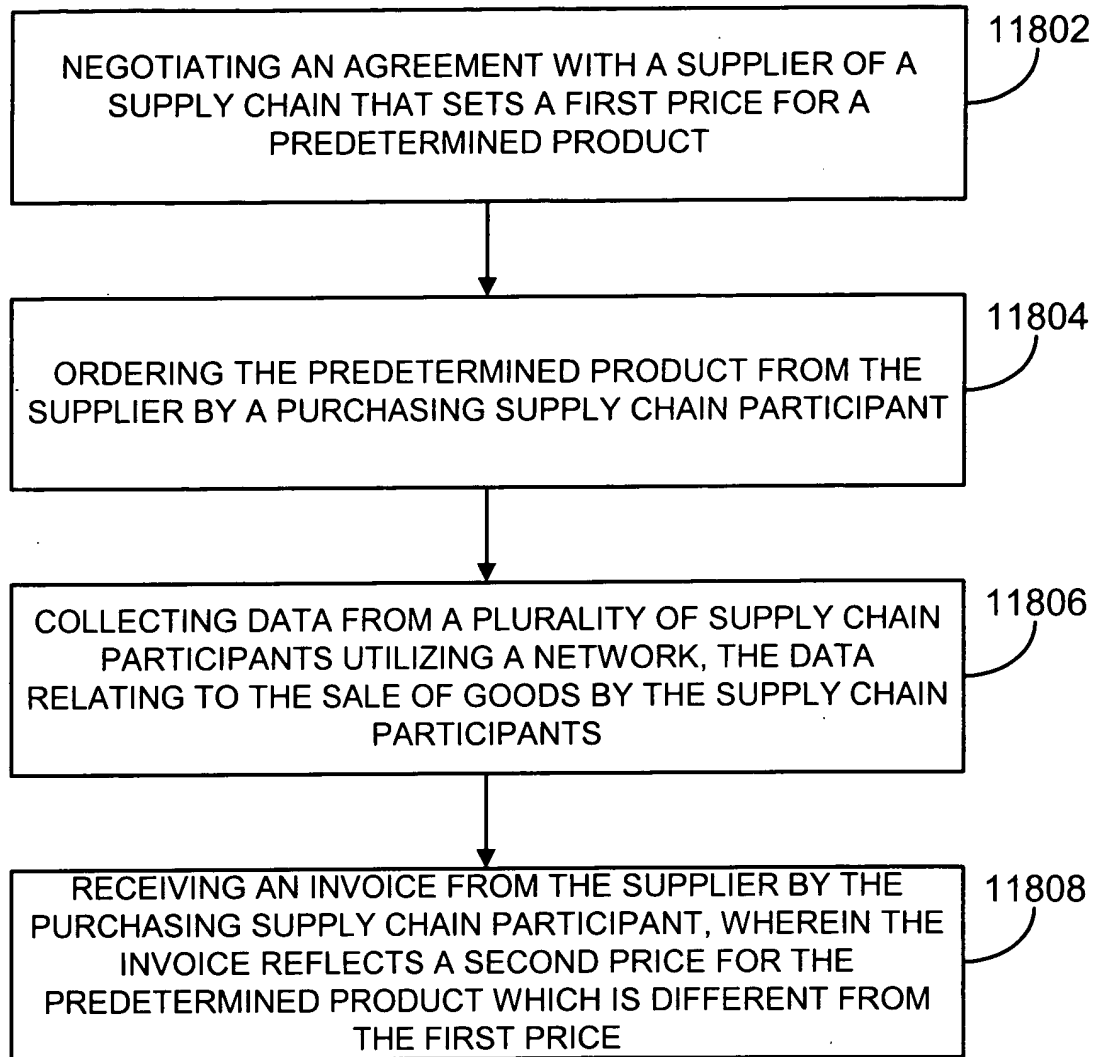 11802
NEGOTIATING AN AGREEMENT WITH A SUPPLIER OF A
SUPPLY CHAIN THAT SETS A FIRST PRICE FOR A
PREDETERMINED PRODUCT
11804
ORDERING THE PREDETERMINED PRODUCT FROM THE
SUPPLIER BY A PURCHASING SUPPLY CHAIN PARTICIPANT
11806
COLLECTING DATA FROM A PLURALITY OF SUPPLY CHAIN
PARTICIPANTS UTILIZING A NETWORK, THE DATA
RELATING TO THE SALE OF GOODS BY THE SUPPLY CHAIN
PARTICIPANTS
11808
RECEIVING AN INVOICE FROM THE SUPPLIER BY THE
PURCHASING SUPPLY CHAIN PARTICIPANT, WHEREIN THE
INVOICE REFLECTS A SECOND PRICE FOR THE
PREDETERMINED PRODUCT WHICH IS DIFFERENT FROM
THE FIRST PRICE